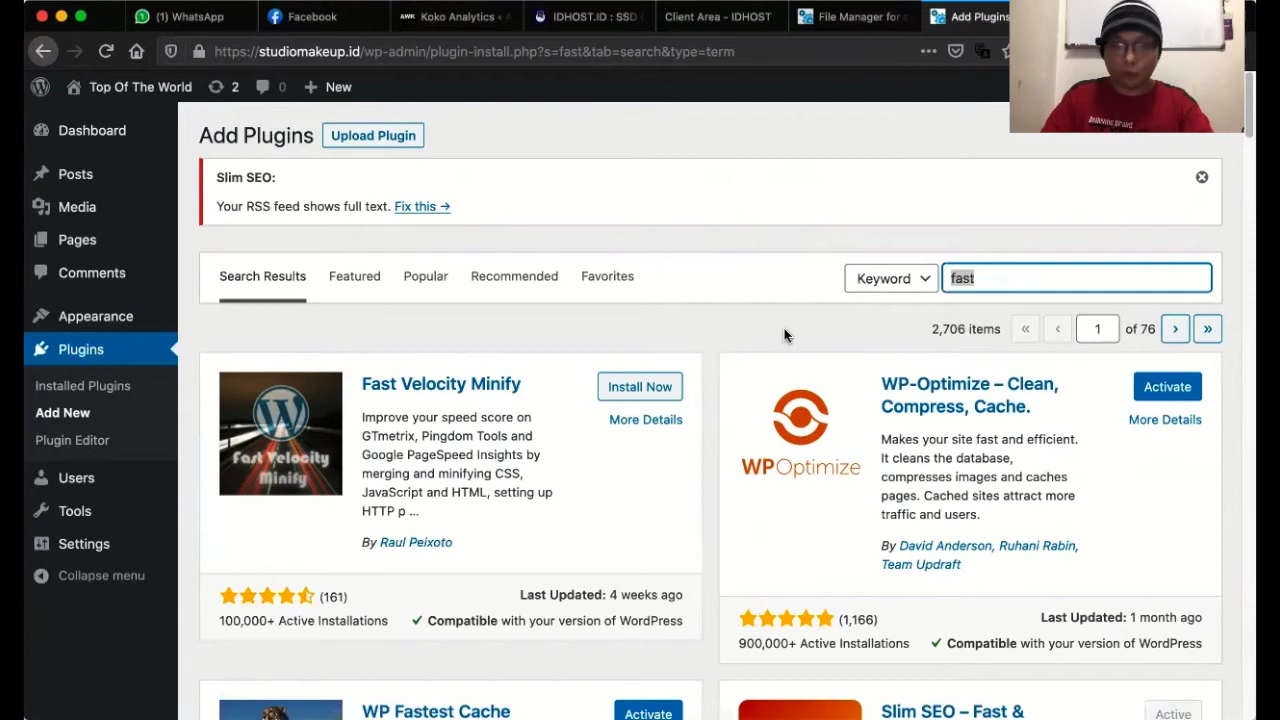 WhatsApp
Facebook
AWK Koko Analytics <
IDHOST.ID : SSD
Client Area - IDHOST
File Manager for
Add Plugins
https://studiomakeup.id/wp-admin/plugin-install.php?s=fast&tab=search&type=term
Top Of The World
2
0
New
Dashboard
Posts
Media
Pages
Comments
Appearance
Plugins
Installed Plugins
Add New
Plugin Editor
Users
Tools
Settings
Collapse menu
Add Plugins
Upload Plugin
Slim SEO:
Your RSS feed shows full text. Fix this →
Search Results
Featured
Popular
Recommended
Favorites
Keyword
fast
2,706 items
«
‹
1
of 76
›
»
Fast Velocity Minify
Fast Velocity Minify
Install Now
More Details
Improve your speed score on
GTmetrix, Pingdom Tools and
Google PageSpeed Insights by
merging and minifying CSS,
JavaScript and HTML, setting up
HTTP p ...
By Raul Peixoto
(161)
Last Updated: 4 weeks ago
100,000+ Active Installations
Compatible with your version of WordPress
WPOptimize
WP-Optimize – Clean,
Compress, Cache.
Activate
More Details
Makes your site fast and efficient.
It cleans the database,
compresses images and caches
pages. Cached sites attract more
traffic and users.
By David Anderson, Ruhani Rabin,
Team Updraft
(1,166)
Last Updated: 1 month ago
900,000+ Active Installations
Compatible with your version of WordPress
WP Fastest Cache
Activate
Slim SEO – Fast &
Active